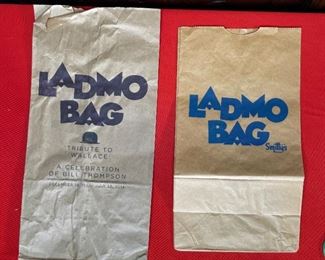 LADMO
BAG
TRIBUTE TO
WALLACE
A CELEBRATION
OF BILL THOMPSON
LADMO
BAG
Smitty's